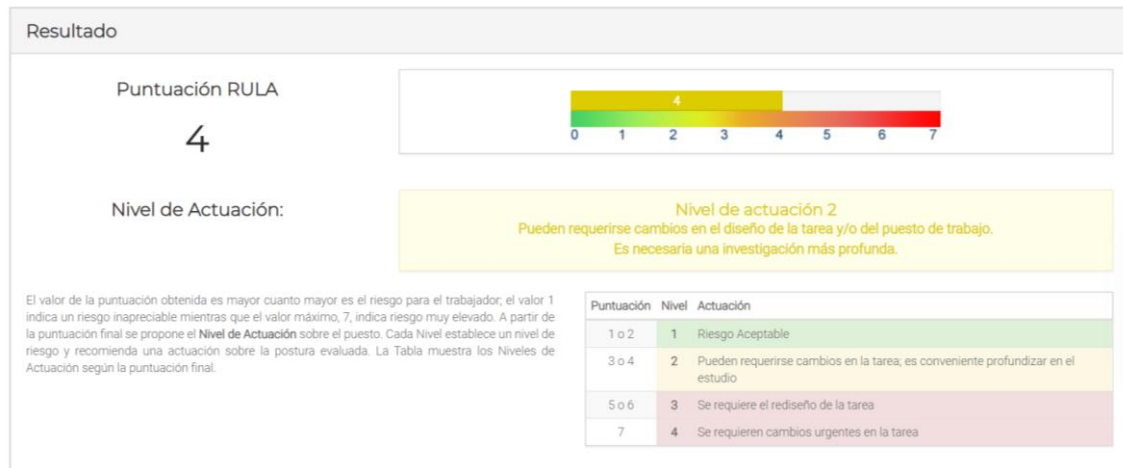 Resultado
Puntuación RULA
4
4
0 1 2 3 4 5 6 7
Nivel de Actuación:
Nivel de actuación 2
Pueden requerirse cambios en el diseño de la tarea y/o del puesto de trabajo.
Es necesaria una investigación más profunda.
El valor de la puntuación obtenida es mayor cuanto mayor es el riesgo para el trabajador; el valor 1
indica un riesgo inapreciable mientras que el valor máximo, 7, indica riesgo muy elevado. A partir de
la puntuación final se propone el Nivel de Actuación sobre el puesto. Cada Nivel establece un nivel de
riesgo y recomienda una actuación sobre la postura evaluada. La Tabla muestra los Niveles de
Actuación según la puntuación final.
Puntuación Nivel Actuación
1 o 2 1 Riesgo Aceptable
3 o 4 2 Pueden requerirse cambios en la tarea; es conveniente profundizar en el
estudio
5 o 6 3 Se requiere el rediseño de la tarea
7 4 Se requieren cambios urgentes en la tarea